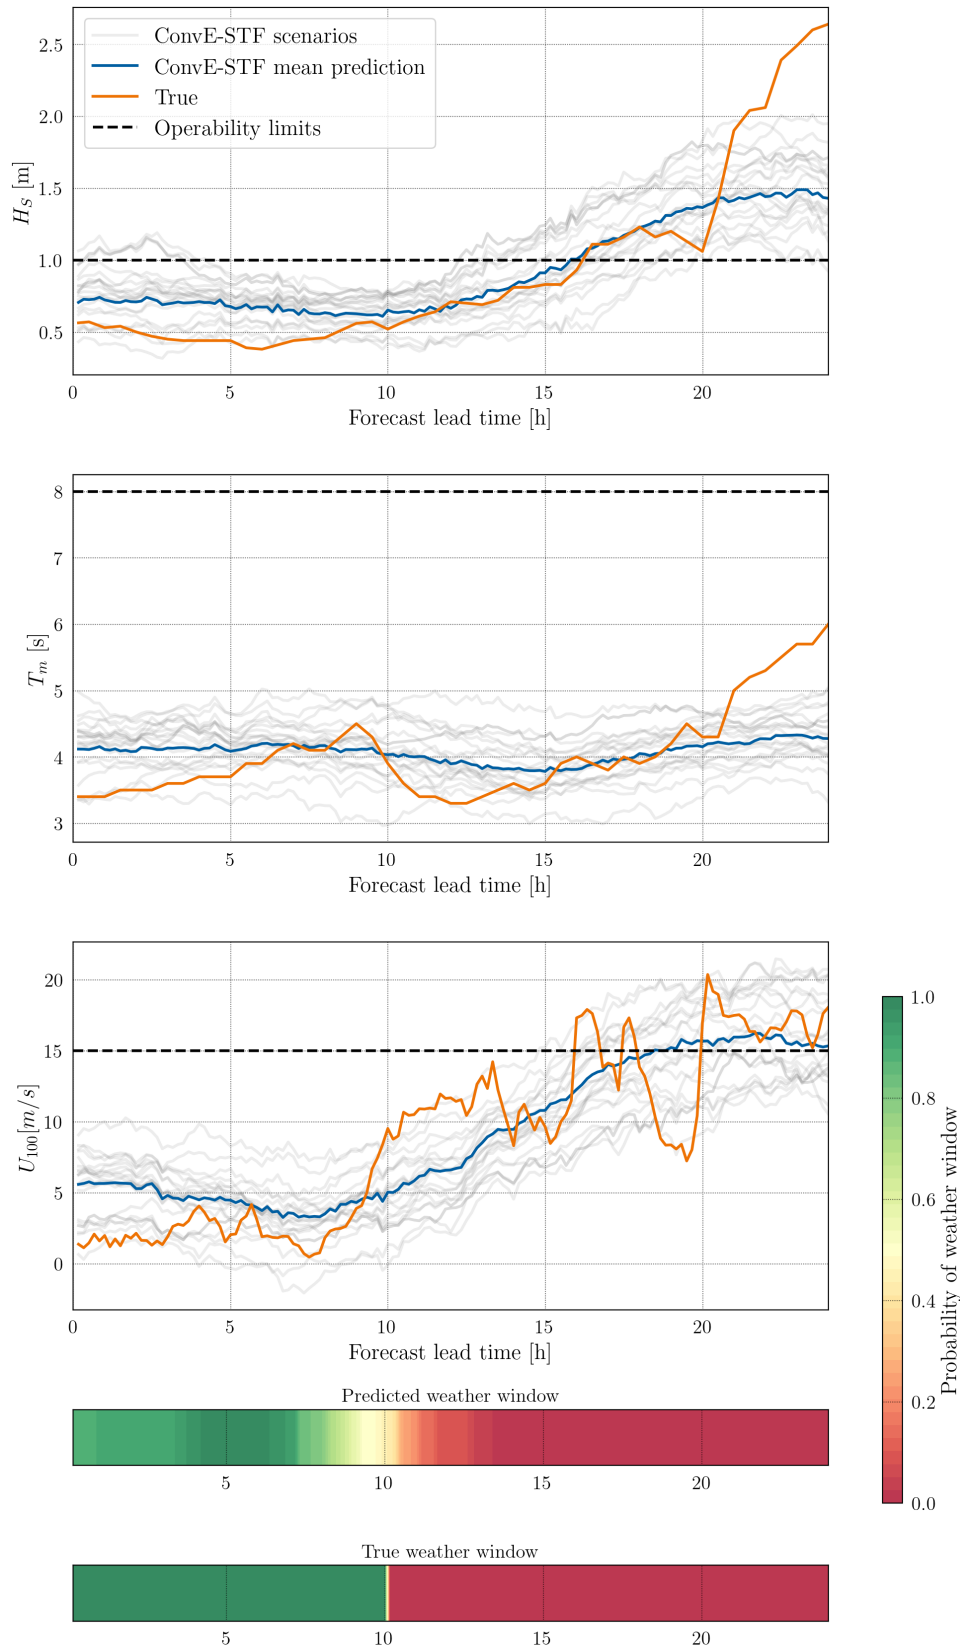 ConvE-STF scenarios
ConvE-STF mean prediction
True
Operability limits
2.5
2.0
1.5
1.0
0.5
H_S [m]
0 5 10 15 20
Forecast lead time [h]
8
7
6
5
4
3
T_m [s]
0 5 10 15 20
Forecast lead time [h]
20
15
10
5
0
U_100[m/s]
0 5 10 15 20
Forecast lead time [h]
1.0
0.8
0.6
0.4
0.2
0.0
Probability of weather window
Predicted weather window
5 10 15 20
True weather window
5 10 15 20